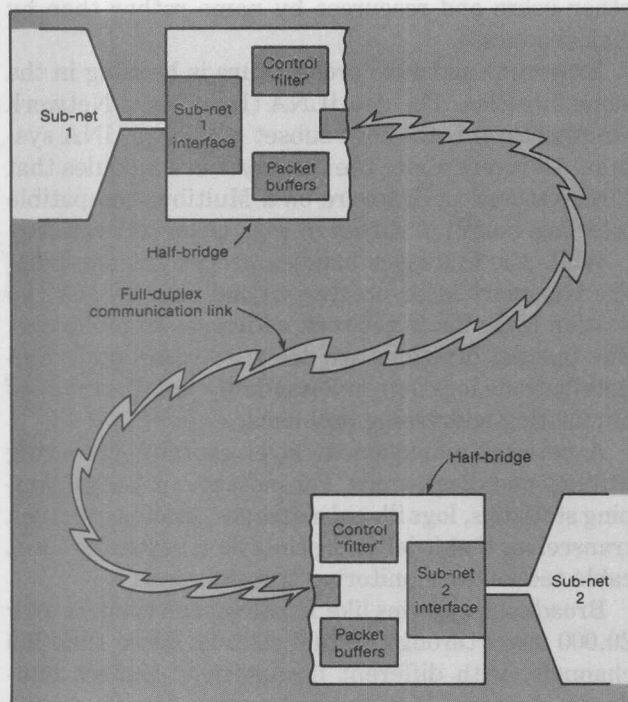 Sub-net
1
Sub-net
1
interface
Control
'filter'
Packet
buffers
Half-bridge
Full-duplex
communication link
Half-bridge
Control
"filter"
Packet
buffers
Sub-net
2
interface
Sub-net
2